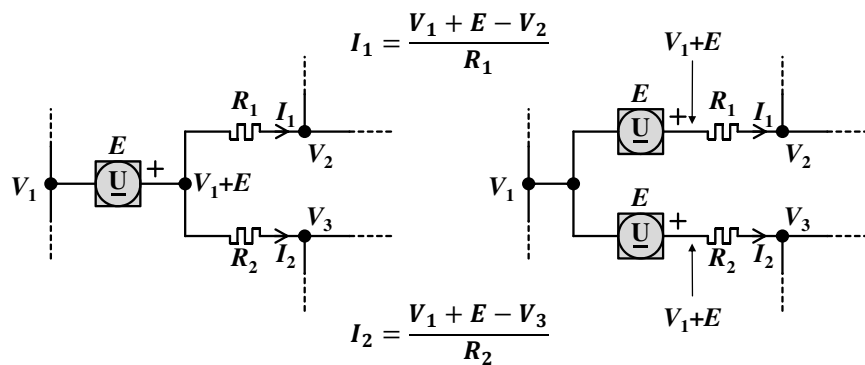 I₁ = (V₁ + E − V₂) / R₁
V₁
E
U
+
V₁+E
R₁
I₁
V₂
R₂
I₂
V₃
V₁
E
U
+
V₁+E
R₁
I₁
V₂
E
U
+
V₁+E
R₂
I₂
V₃
I₂ = (V₁ + E − V₃) / R₂